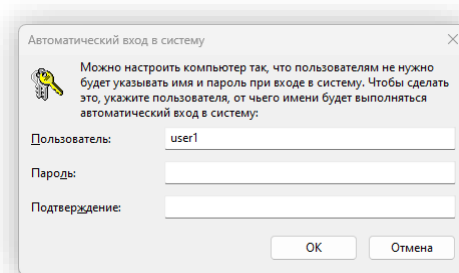 Автоматический вход в систему
Можно настроить компьютер так, что пользователям не нужно
будет указывать имя и пароль при входе в систему. Чтобы сделать
это, укажите пользователя, от чьего имени будет выполняться
автоматический вход в систему:
Пользователь: user1
Пароль:
Подтверждение:
ОК Отмена